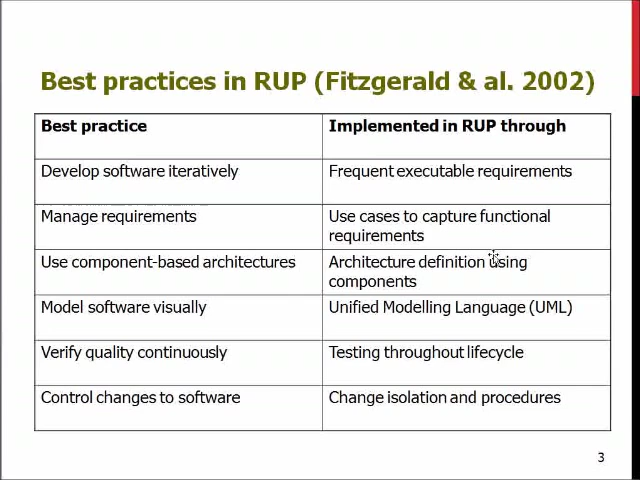 Best practices in RUP (Fitzgerald & al. 2002)
Best practice
Implemented in RUP through
Develop software iteratively
Frequent executable requirements
Manage requirements
Use cases to capture functional
requirements
Use component-based architectures
Architecture definition using
components
Model software visually
Unified Modelling Language (UML)
Verify quality continuously
Testing throughout lifecycle
Control changes to software
Change isolation and procedures
3